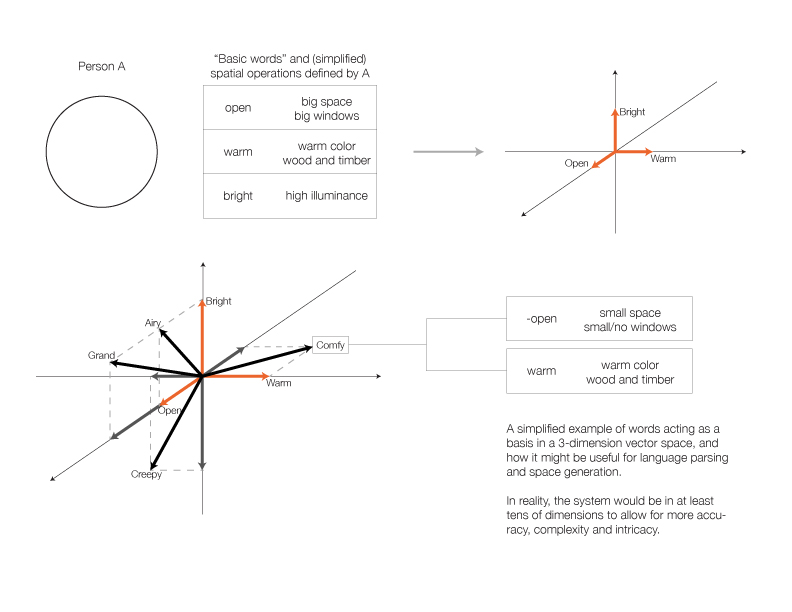 Person A
“Basic words” and (simplified)
spatial operations defined by A
open
big space
big windows
warm
warm color
wood and timber
bright
high illuminance
Bright
Open
Warm
Bright
Airy
Grand
Comfy
Warm
Open
Creepy
-open
small space
small/no windows
warm
warm color
wood and timber
A simplified example of words acting as a
basis in a 3-dimension vector space, and
how it might be useful for language parsing
and space generation.
In reality, the system would be in at least
tens of dimensions to allow for more accu-
racy, complexity and intricacy.